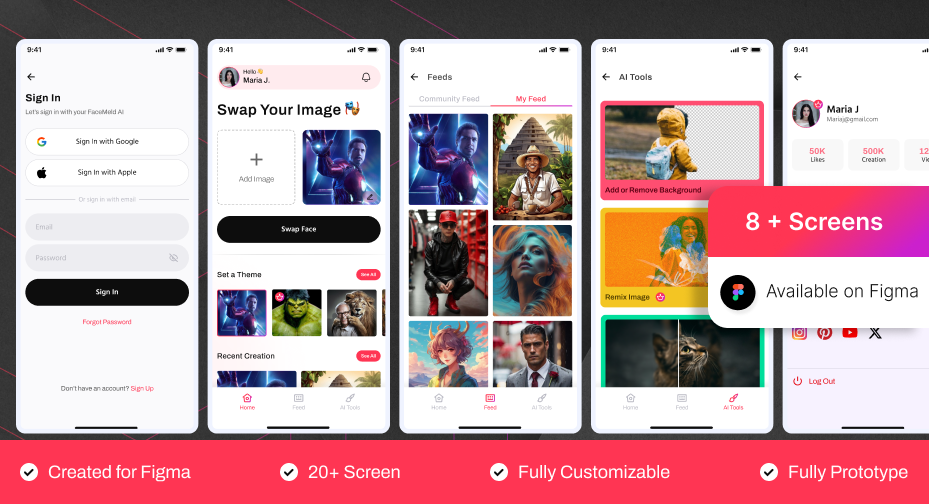 9:41
Sign In
Let's sign in with your FaceMeld AI
Sign In with Google
Sign In with Apple
Or sign in with email
Email
Password
Sign In
Forgot Password
Don't have an account? Sign Up
9:41
Hello 👋
Maria J.
Swap Your Image
Add Image
Swap Face
Set a Theme
See All
Recent Creation
See All
Home
Feed
AI Tools
9:41
Feeds
Community Feed
My Feed
Home
Feed
AI Tools
9:41
AI Tools
Add or Remove Background
Remix Image
Home
Feed
AI Tools
9:41
Maria J
Mariaj@gmail.com
50K
Likes
500K
Creation
8 + Screens
Available on Figma
Log Out
Created for Figma
20+ Screen
Fully Customizable
Fully Prototype